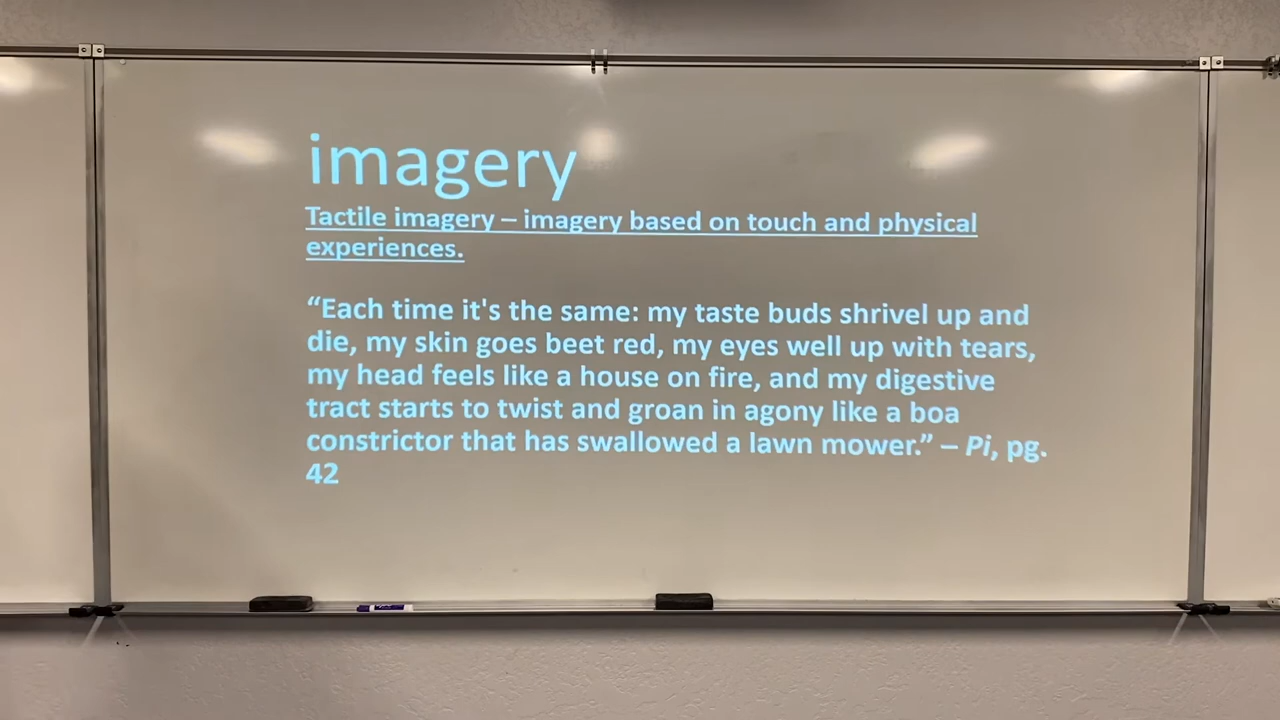 imagery
Tactile imagery – imagery based on touch and physical
experiences.
“Each time it's the same: my taste buds shrivel up and
die, my skin goes beet red, my eyes well up with tears,
my head feels like a house on fire, and my digestive
tract starts to twist and groan in agony like a boa
constrictor that has swallowed a lawn mower.” – Pi, pg.
42